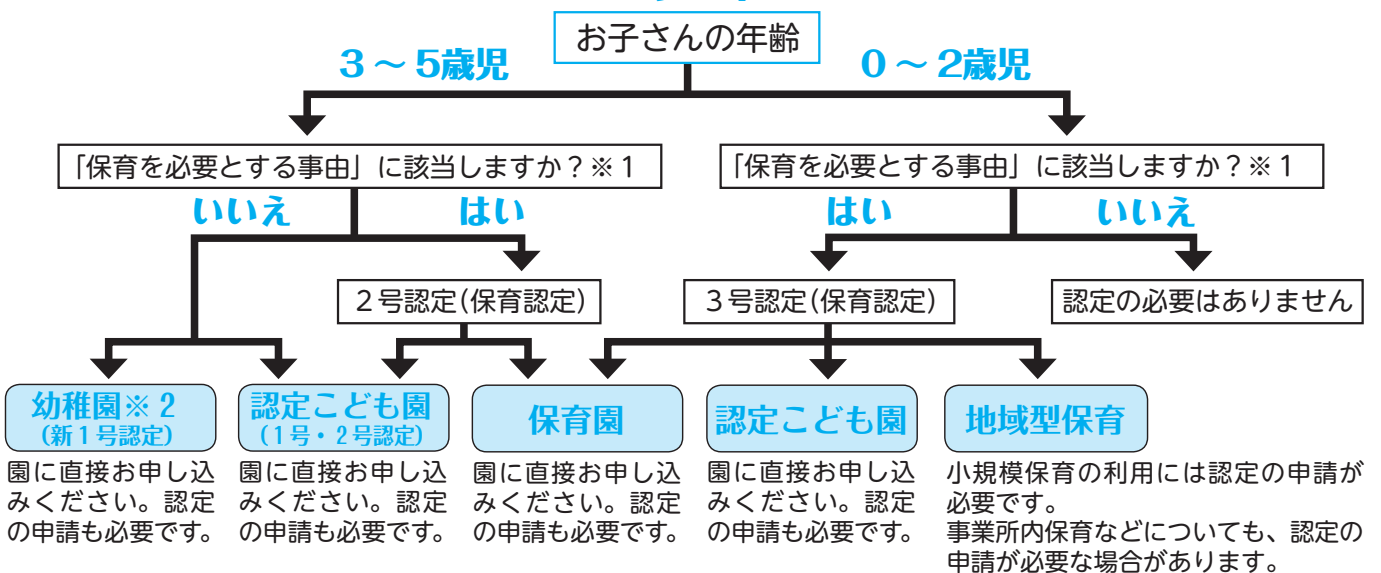 お子さんの年齢
3～5歳児
0～2歳児
「保育を必要とする事由」に該当しますか？※1
「保育を必要とする事由」に該当しますか？※1
いいえ
はい
はい
いいえ
２号認定(保育認定)
３号認定(保育認定)
認定の必要はありません
幼稚園※2
(新１号認定)
園に直接お申し込
みください。認定
の申請も必要です。
認定こども園
(１号・２号認定)
園に直接お申し込
みください。認定
の申請も必要です。
保育園
園に直接お申し込
みください。認定
の申請も必要です。
認定こども園
園に直接お申し込
みください。認定
の申請も必要です。
地域型保育
小規模保育の利用には認定の申請が
必要です。
事業所内保育などについても、認定の
申請が必要な場合があります。